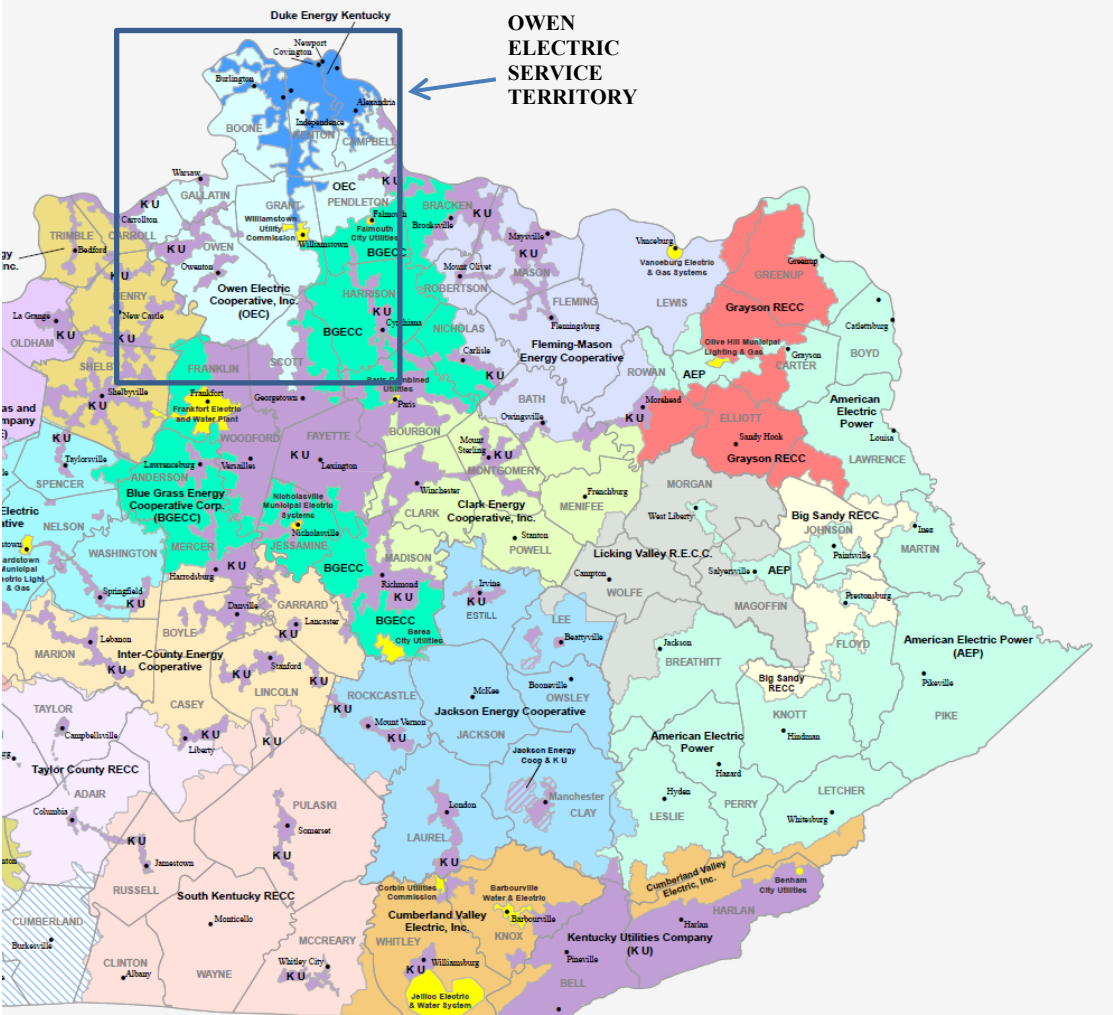 Duke Energy Kentucky
OWEN
ELECTRIC
SERVICE
TERRITORY
Newport
Covington
Burlington
Alexandria
Independence
BOONE
KENTON
CAMPBELL
Warsaw
GALLATIN
OEC
K U
K U
GRANT
PENDLETON
BRACKEN
K U
Carrollton
Williamstown
Utility
Commission
Falmouth
Falmouth
City Utilities
Brooksville
Maysville
Vanceburg
TRIMBLE
CARROLL
K U
OWEN
Williamstown
BGECC
K U
Vanceburg Electric
& Gas Systems
Bedford
gy
nc.
Mount Olivet
MASON
Greenup
GREENUP
K U
Owenton
ROBERTSON
HENRY
Owen Electric
Cooperative, Inc.
(OEC)
HARRISON
FLEMING
LEWIS
Grayson RECC
La Grange
New Castle
K U
Cynthiana
Flemingsburg
Catlettsburg
OLDHAM
K U
K U
BGECC
NICHOLAS
Fleming-Mason
Energy Cooperative
Olive Hill Municipal
Lighting & Gas
BOYD
SHELB
FRANKLIN
SCOTT
Carlisle
Grayson
CARTER
ROWAN
AEP
K U
Paris Combined
Utilities
BATH
Shelbyville
Frankfort
Georgetown
Paris
American
Electric
Power
as and
mpany
E)
K U
Frankfort Electric
and Water Plant
Owingsville
K U
Morehead
ELLIOTT
BOURBON
K U
WOODFORD
FAYETTE
Mount
Sterling
K U
Sandy Hook
Louisa
Taylorsville
Lawrenceburg
Versailles
K U
Lexington
MONTGOMERY
Grayson RECC
LAWRENCE
SPENCER
ANDERSON
Winchester
Frenchburg
MORGAN
Blue Grass Energy
Cooperative Corp.
(BGECC)
Nicholasville
Municipal Electric
Systems
CLARK
Clark Energy
Cooperative, Inc.
MENIFEE
West Liberty
Big Sandy RECC
Electric
ative
NELSON
Nicholasville
JOHNSON
Inez
stown
WASHINGTON
MERCER
JESSAMINE
Stanton
POWELL
Paintsville
MARTIN
ardstown
Municipal
ectric Light
& Gas
MADISON
Licking Valley R.E.C.C.
Harrodsburg
K U
BGECC
Richmond
K U
Campton
Salyersville
AEP
Springfield
K U
Irvine
K U
ESTILL
WOLFE
MAGOFFIN
Prestonsburg
Danville
GARRARD
LEE
BGECC
Berea
City Utilities
Lebanon
BOYLE
K U
Lancaster
Beattyville
Jackson
FLOYD
American Electric Power
(AEP)
MARION
K U
Inter-County Energy
Cooperative
Stanford
K U
BREATHITT
Big Sandy
RECC
Pikeville
K U
LINCOLN
ROCKCASTLE
McKee
Booneville
OWSLEY
CASEY
K U
Jackson Energy Cooperative
KNOTT
PIKE
TAYLOR
Campbellsville
K U
Liberty
K U
Mount Vernon
K U
JACKSON
American Electric
Power
Hindman
Jackson Energy
Coop & K U
Taylor County RECC
Hazard
ADAIR
Hyden
LETCHER
Columbia
PULASKI
London
Manchester
CLAY
PERRY
Whitesburg
Somerset
LESLIE
K U
LAUREL
Jamestown
K U
K U
Cumberland Valley
Electric, Inc.
RUSSELL
South Kentucky RECC
Corbin Utilities
Commission
Barbourville
Water & Electric
Benham
City Utilities
CUMBERLAND
Monticello
Cumberland Valley
Electric, Inc.
Barbourville
HARLAN
Harlan
Burkesville
MCCREARY
WHITLEY
KNOX
Kentucky Utilities Company
(K U)
CLINTON
Albany
WAYNE
Whitley City
K U
K U
Williamsburg
Pineville
BELL
Jellico Electric
& Water System